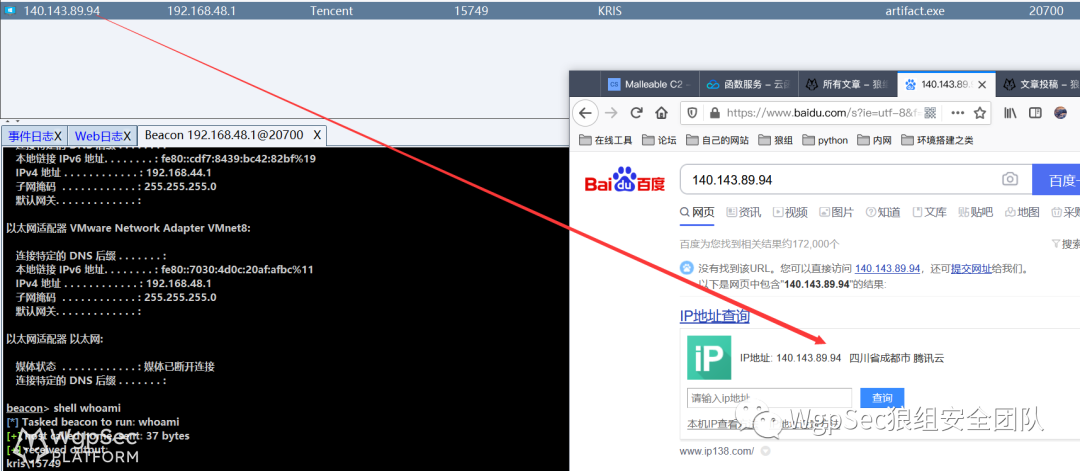 140.143.89.94 192.168.48.1 Tencent 15749 KRIS artifact.exe 20700
事件日志X Web日志X Beacon 192.168.48.1@20700 X
连接特定的 DNS 后缀 . . . . . . . :
本地链接 IPv6 地址. . . . . . . . : fe80::cdf7:8439:bc42:82bf%19
IPv4 地址 . . . . . . . . . . . . : 192.168.44.1
子网掩码 . . . . . . . . . . . . : 255.255.255.0
默认网关. . . . . . . . . . . . . :
以太网适配器 VMware Network Adapter VMnet8:
连接特定的 DNS 后缀 . . . . . . . :
本地链接 IPv6 地址. . . . . . . . : fe80::7030:4d0c:20af:afbc%11
IPv4 地址 . . . . . . . . . . . . : 192.168.48.1
子网掩码 . . . . . . . . . . . . : 255.255.255.0
默认网关. . . . . . . . . . . . . :
以太网适配器 以太网:
媒体状态 . . . . . . . . . . . . : 媒体已断开连接
连接特定的 DNS 后缀 . . . . . . . :
beacon> shell whoami
[*] Tasked beacon to run: whoami
[+] host called home, sent: 37 bytes
[+] received output:
kris\15749
WgpSec
PLATFORM
CS Malleable C2 - 函数服务 - 云函 所有文章 - 狼组 140.143.89. 文章投稿 - 狼
https://www.baidu.com/s?ie=utf-8&f
在线工具 论坛 自己的网站 狼组 python 内网 环境搭建之类
Bai du 百度 140.143.89.94 百度一
网页 资讯 视频 图片 知道 文库 贴吧 地图 采购
百度为您找到相关结果约172,000个 搜索
没有找到该URL。您可以直接访问 140.143.89.94，还可提交网址给我们。
以下是网页中包含"140.143.89.94"的结果:
IP地址查询
iP IP地址: 140.143.89.94 四川省成都市 腾讯云
请输入ip地址 查询
本机IP查看
www.ip138.com/
WgpSec狼组安全团队